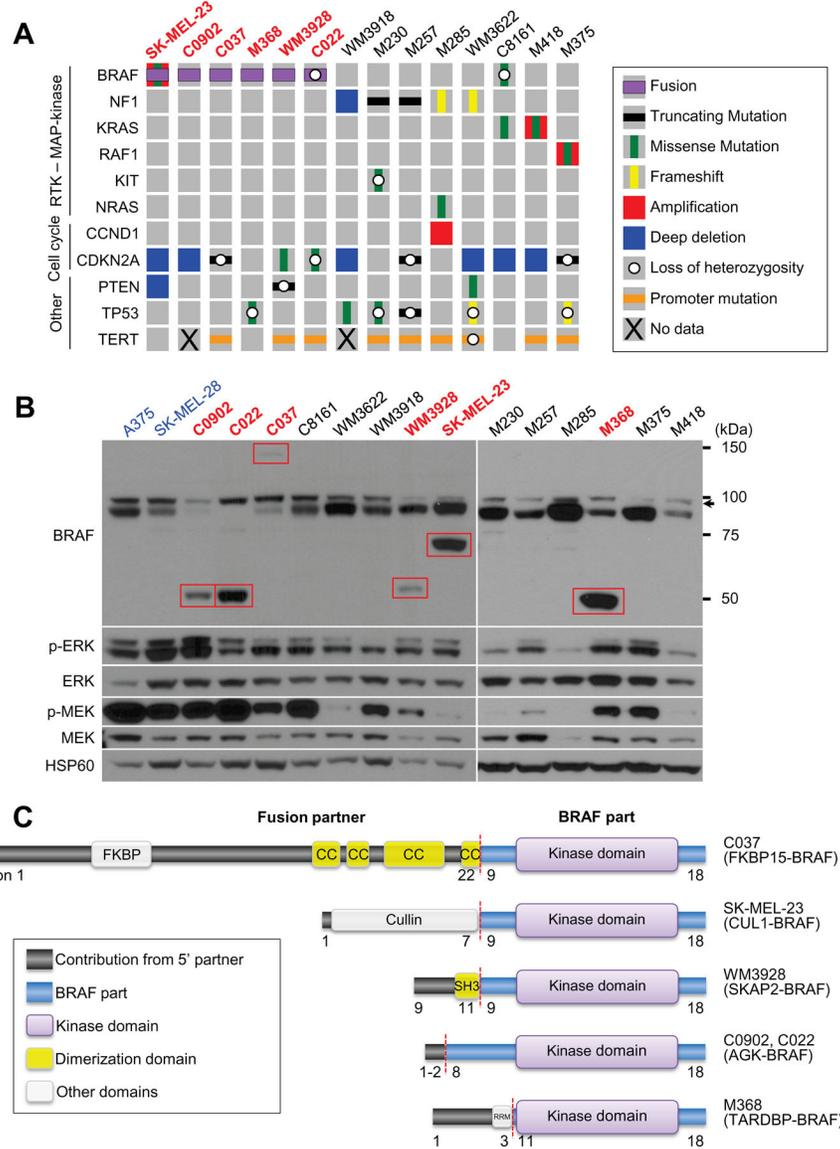 A
SK-MEL-23 C0902 C037 M368 WM3928 C022 WM3918 M230 M257 M285 WM3622 C8161 M418 M375
RTK – MAP-kinase
BRAF
NF1
KRAS
RAF1
KIT
NRAS
Cell cycle
CCND1
CDKN2A
Other
PTEN
TP53
TERT
Fusion
Truncating Mutation
Missense Mutation
Frameshift
Amplification
Deep deletion
Loss of heterozygosity
Promoter mutation
No data
B
A375 SK-MEL-28 C0902 C022 C037 C8161 WM3622 WM3918 WM3928 SK-MEL-23 M230 M257 M285 M368 M375 M418
(kDa)
150
100
75
50
BRAF
p-ERK
ERK
p-MEK
MEK
HSP60
C
Fusion partner BRAF part
FKBP CC CC CC CC Kinase domain
on 1 22 9 18
C037
(FKBP15-BRAF)
Cullin Kinase domain
1 7 9 18
SK-MEL-23
(CUL1-BRAF)
SH3 Kinase domain
9 11 9 18
WM3928
(SKAP2-BRAF)
Kinase domain
1-2 8 18
C0902, C022
(AGK-BRAF)
RRM Kinase domain
1 3 11 18
M368
(TARDBP-BRAF)
Contribution from 5' partner
BRAF part
Kinase domain
Dimerization domain
Other domains